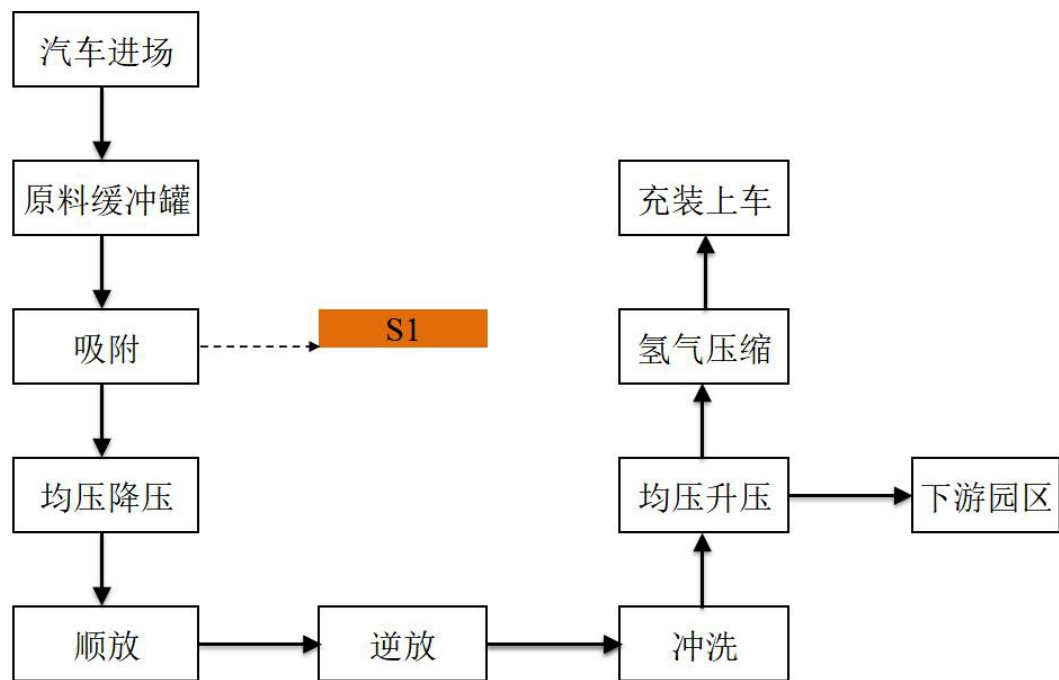 汽车进场
原料缓冲罐
充装上车
吸附
S1
氢气压缩
均压降压
均压升压
下游园区
顺放
逆放
冲洗